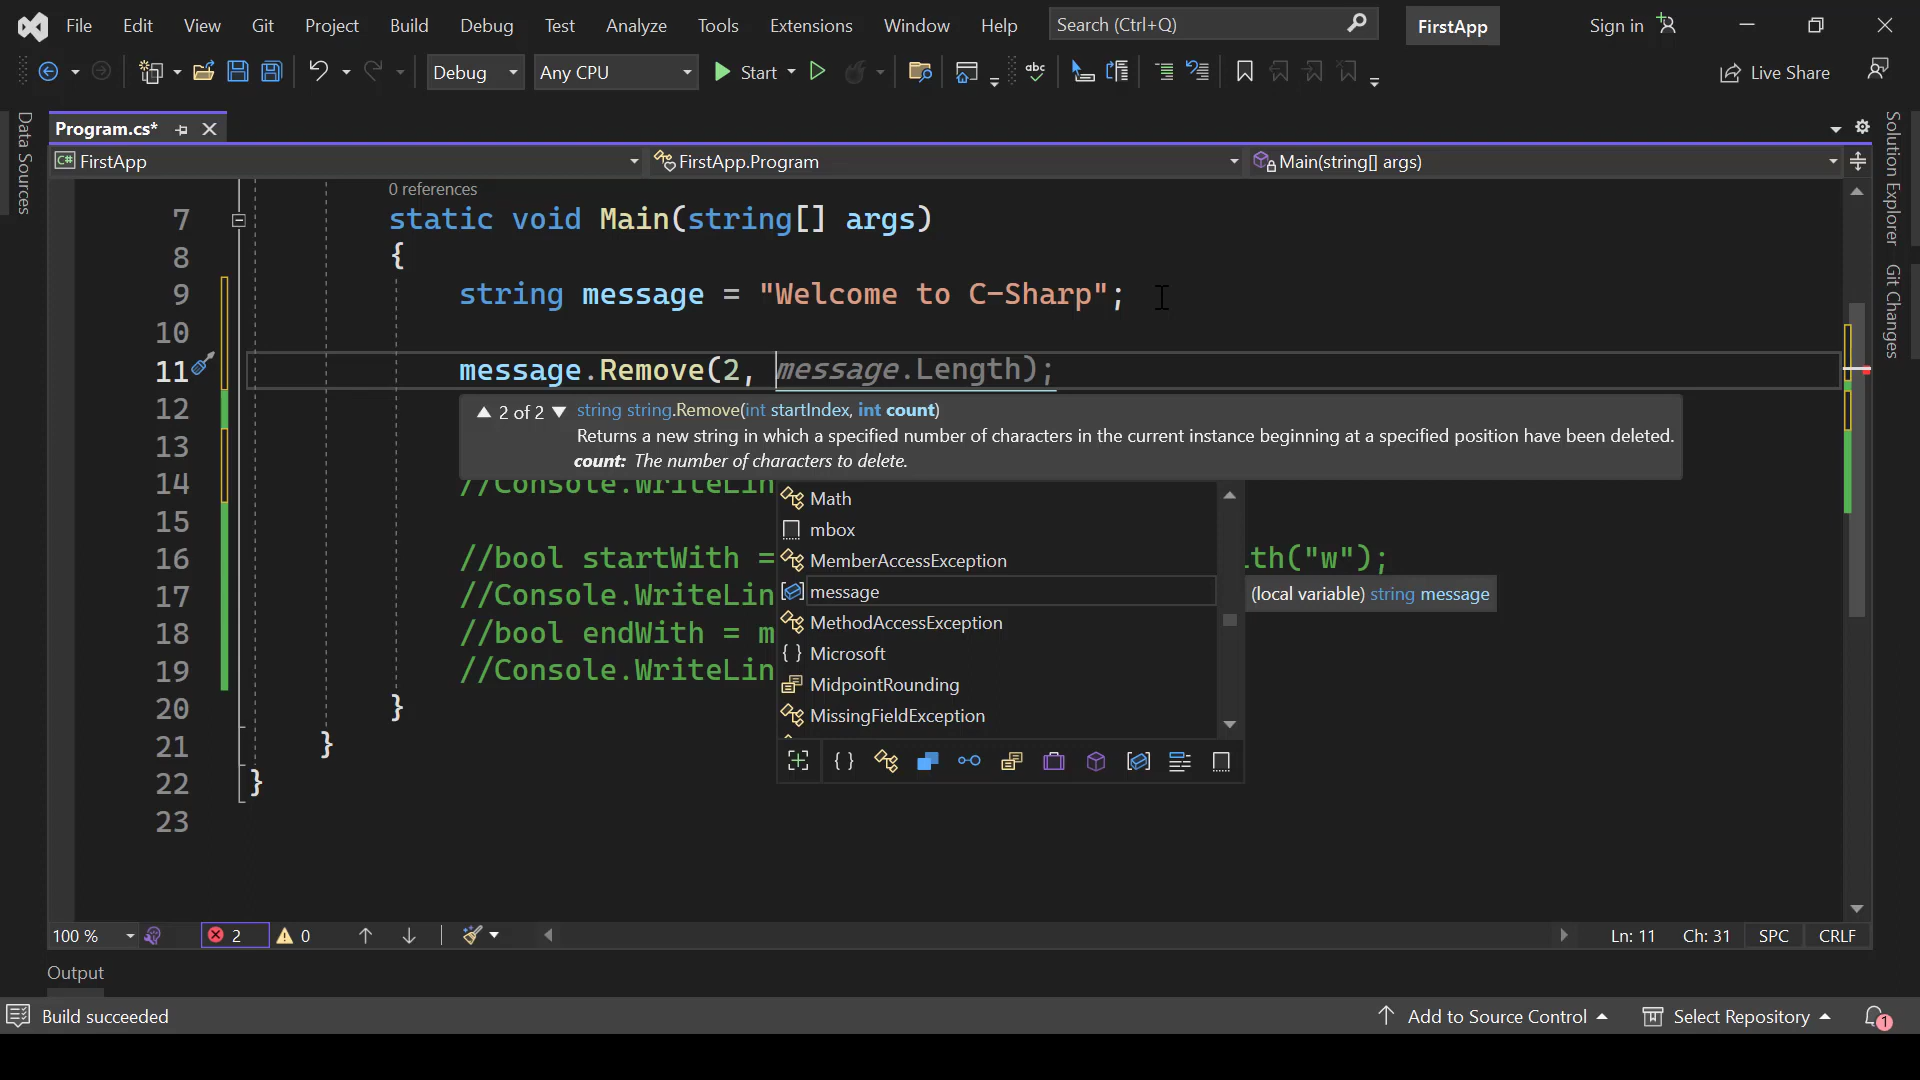 File Edit View Git Project Build Debug Test Analyze Tools Extensions Window Help Search (Ctrl+Q) FirstApp Sign in
Debug Any CPU Start Live Share
Data Sources
Program.cs*
Solution Explorer
Git Changes
FirstApp FirstApp.Program Main(string[] args)
0 references
7 static void Main(string[] args)
8 {
9 string message = "Welcome to C-Sharp";
10
11 message.Remove(2, message.Length);
12
13
14 //Console.WriteLin
15
16 //bool startWith = th("w");
17 //Console.WriteLin
18 //bool endWith = m
19 //Console.WriteLin
20 }
21 }
22 }
23
2 of 2 string string.Remove(int startIndex, int count)
Returns a new string in which a specified number of characters in the current instance beginning at a specified position have been deleted.
count: The number of characters to delete.
Math
mbox
MemberAccessException
message
(local variable) string message
MethodAccessException
Microsoft
MidpointRounding
MissingFieldException
100 % 2 0 Ln: 11 Ch: 31 SPC CRLF
Output
Build succeeded Add to Source Control Select Repository 1